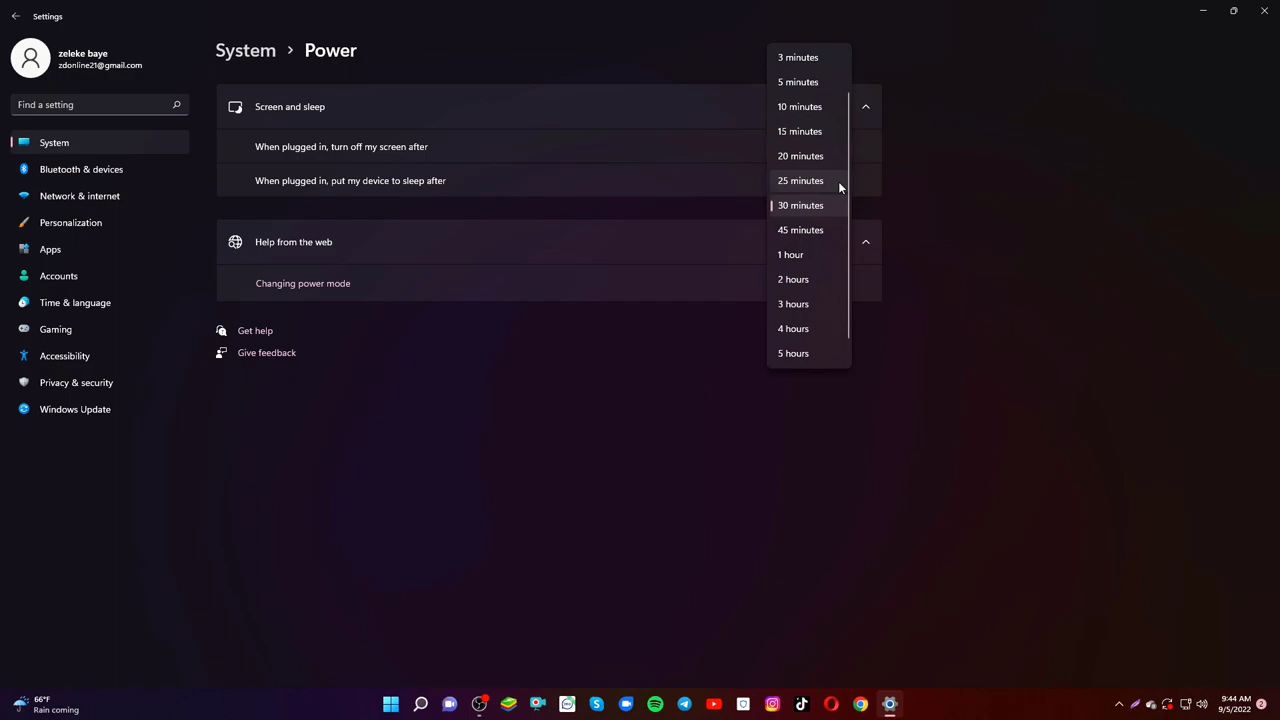 Settings
zeleke baye
zdonline21@gmail.com
Find a setting
System
Bluetooth & devices
Network & internet
Personalization
Apps
Accounts
Time & language
Gaming
Accessibility
Privacy & security
Windows Update
System > Power
Screen and sleep
When plugged in, turn off my screen after
When plugged in, put my device to sleep after
Help from the web
Changing power mode
Get help
Give feedback
3 minutes
5 minutes
10 minutes
15 minutes
20 minutes
25 minutes
30 minutes
45 minutes
1 hour
2 hours
3 hours
4 hours
5 hours
66°F
Rain coming
9:44 AM
9/5/2022
2